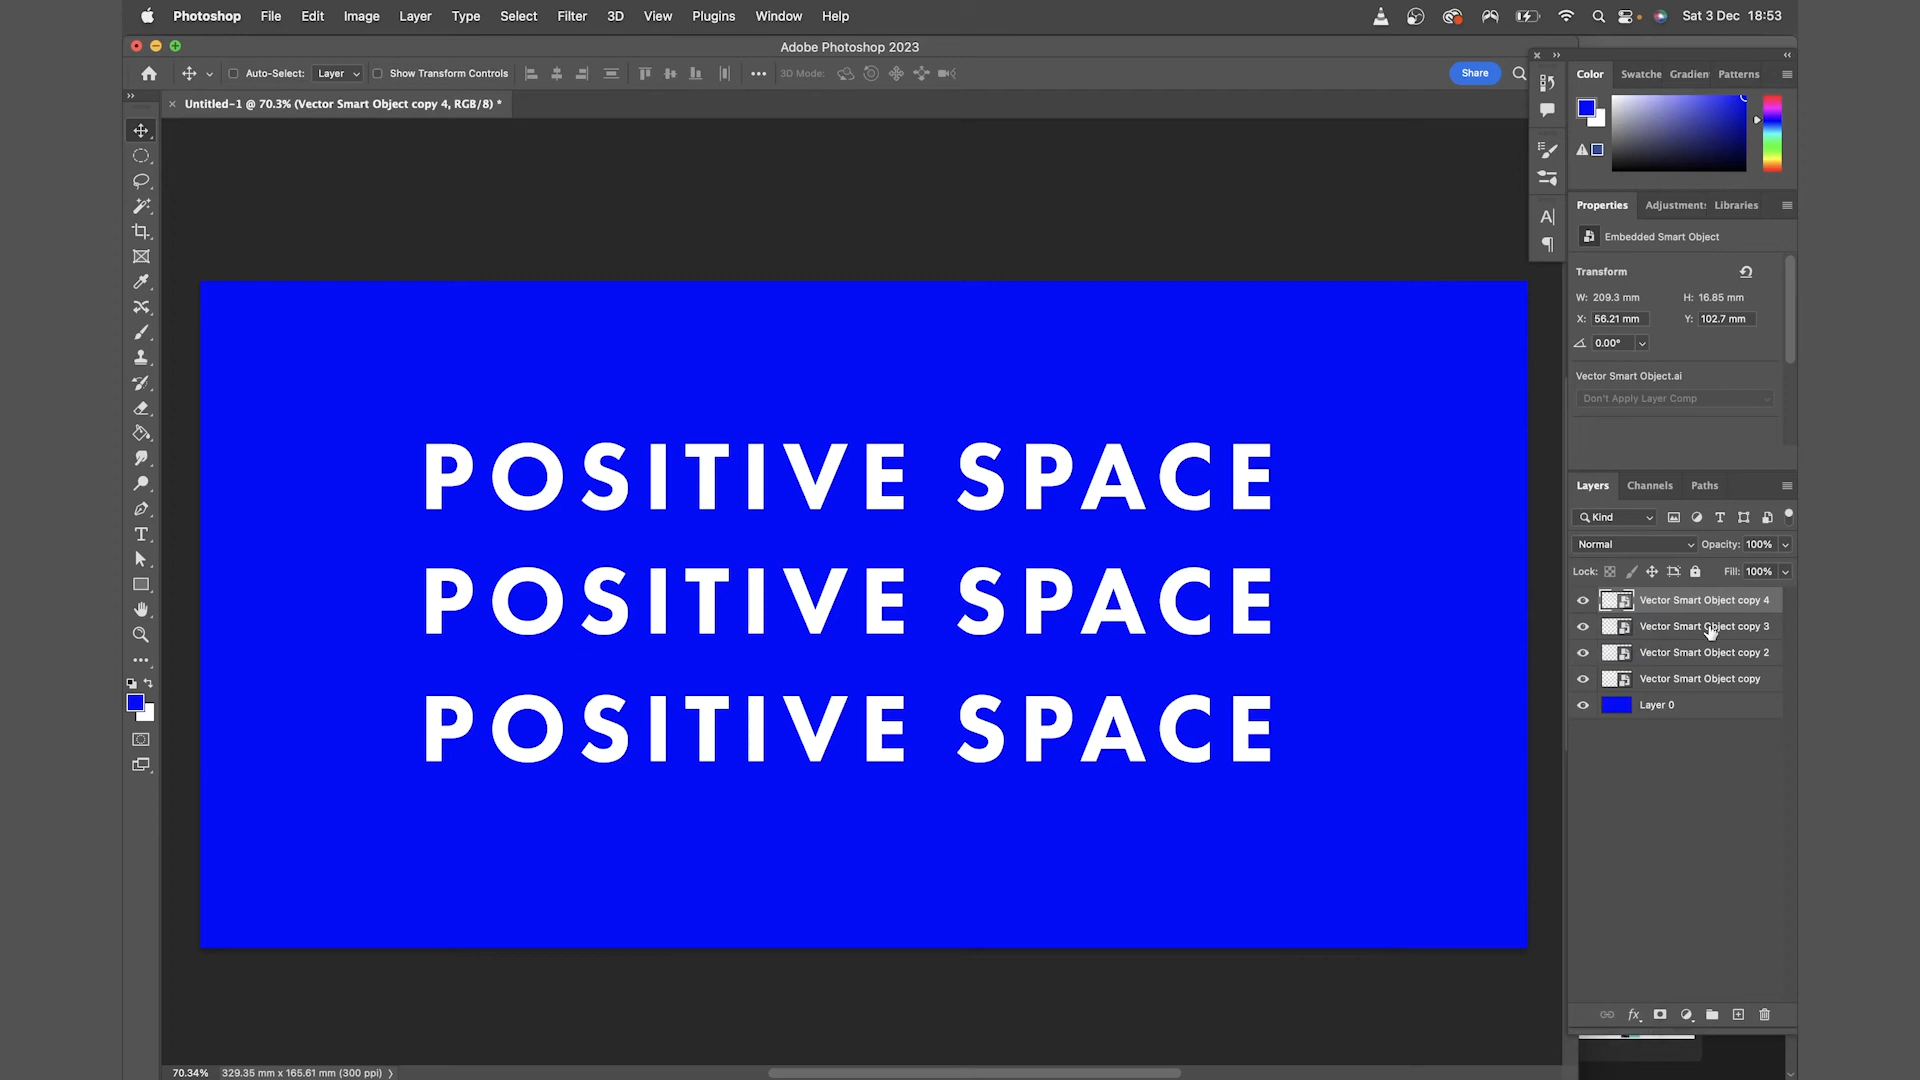 Photoshop File Edit Image Layer Type Select Filter 3D View Plugins Window Help Sat 3 Dec 18:53
Adobe Photoshop 2023
Auto-Select: Layer Show Transform Controls 3D Mode: Share
Untitled-1 @ 70.3% (Vector Smart Object copy 4, RGB/8) *
Color Swatche Gradien Patterns
Properties Adjustment Libraries
Embedded Smart Object
Transform
W: 209.3 mm H: 16.85 mm
X: 56.21 mm Y: 102.7 mm
0.00°
Vector Smart Object.ai
Don't Apply Layer Comp
POSITIVE SPACE
POSITIVE SPACE
POSITIVE SPACE
Layers Channels Paths
Kind
Normal Opacity: 100%
Lock: Fill: 100%
Vector Smart Object copy 4
Vector Smart Object copy 3
Vector Smart Object copy 2
Vector Smart Object copy
Layer 0
fx
70.34% 329.35 mm x 165.61 mm (300 ppi)